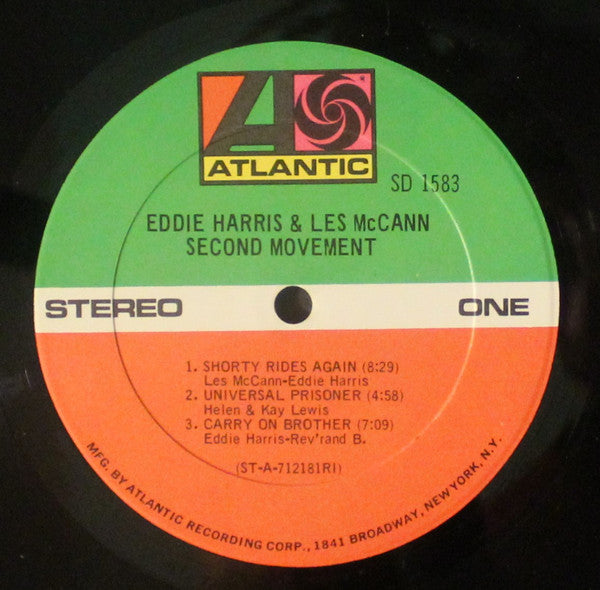 ATLANTIC
SD 1583
EDDIE HARRIS & LES McCANN
SECOND MOVEMENT
STEREO ONE
1. SHORTY RIDES AGAIN (8:29)
Les McCann-Eddie Harris
2. UNIVERSAL PRISONER (4:58)
Helen & Kay Lewis
3. CARRY ON BROTHER (7:09)
Eddie Harris-Rev'rand B.
(ST-A-712181RI)
MFG. BY ATLANTIC RECORDING CORP., 1841 BROADWAY, NEW YORK, N.Y.